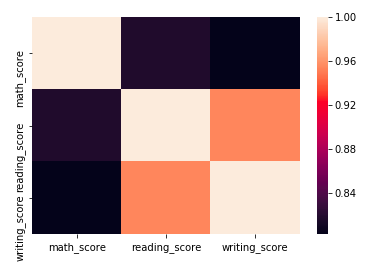 math_score
reading_score
writing_score
math_score
reading_score
writing_score
1.00
0.96
0.92
0.88
0.84